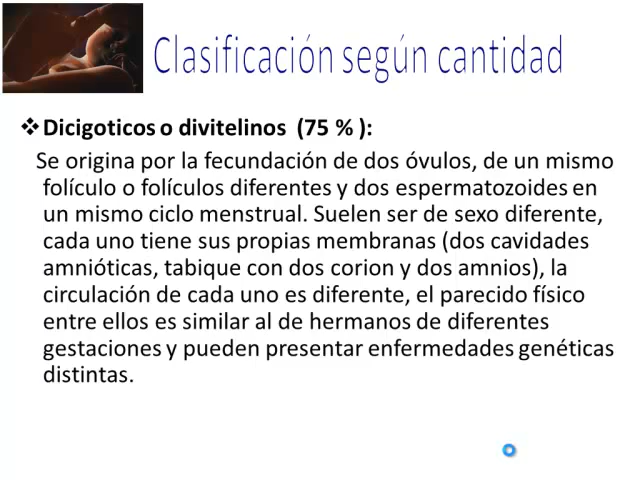 Clasificación según cantidad
❖Dicigoticos o divitelinos (75 % ):
Se origina por la fecundación de dos óvulos, de un mismo
folículo o folículos diferentes y dos espermatozoides en
un mismo ciclo menstrual. Suelen ser de sexo diferente,
cada uno tiene sus propias membranas (dos cavidades
amnióticas, tabique con dos corion y dos amnios), la
circulación de cada uno es diferente, el parecido físico
entre ellos es similar al de hermanos de diferentes
gestaciones y pueden presentar enfermedades genéticas
distintas.